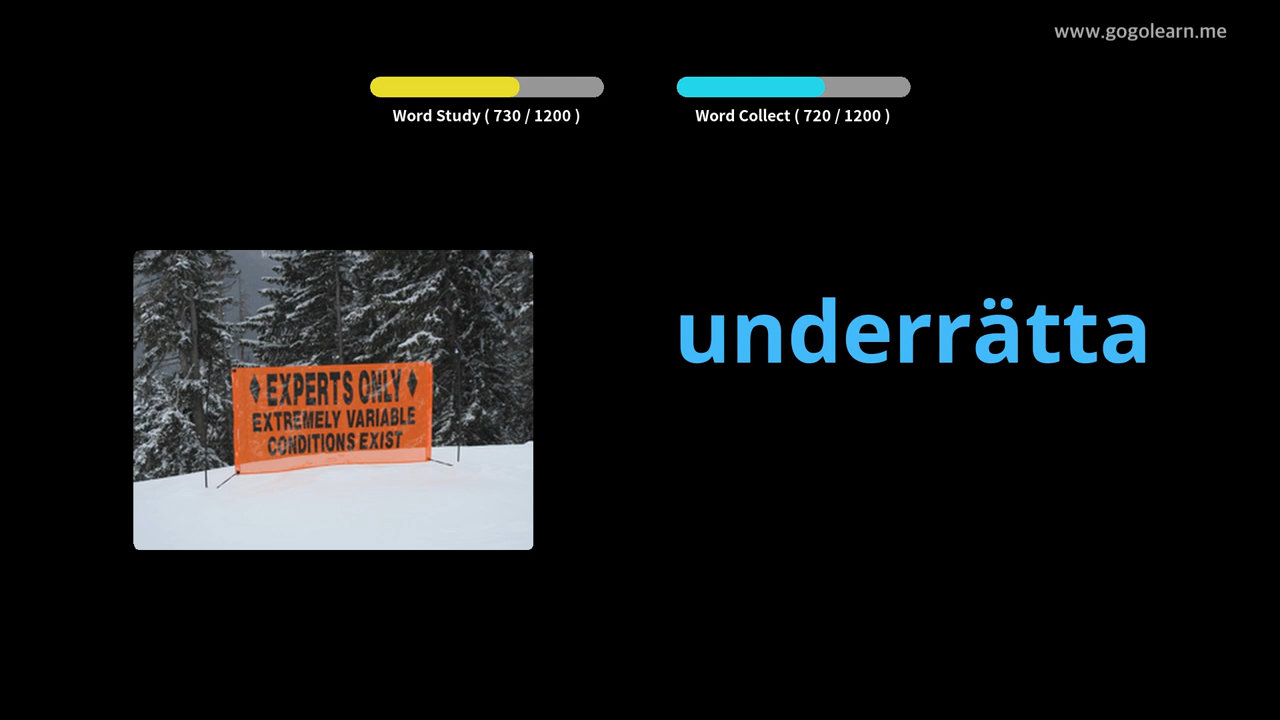 www.gogolearn.me
Word Study ( 730 / 1200 )
Word Collect ( 720 / 1200 )
underrätta
EXPERTS ONLY
EXTREMELY VARIABLE
CONDITIONS EXIST